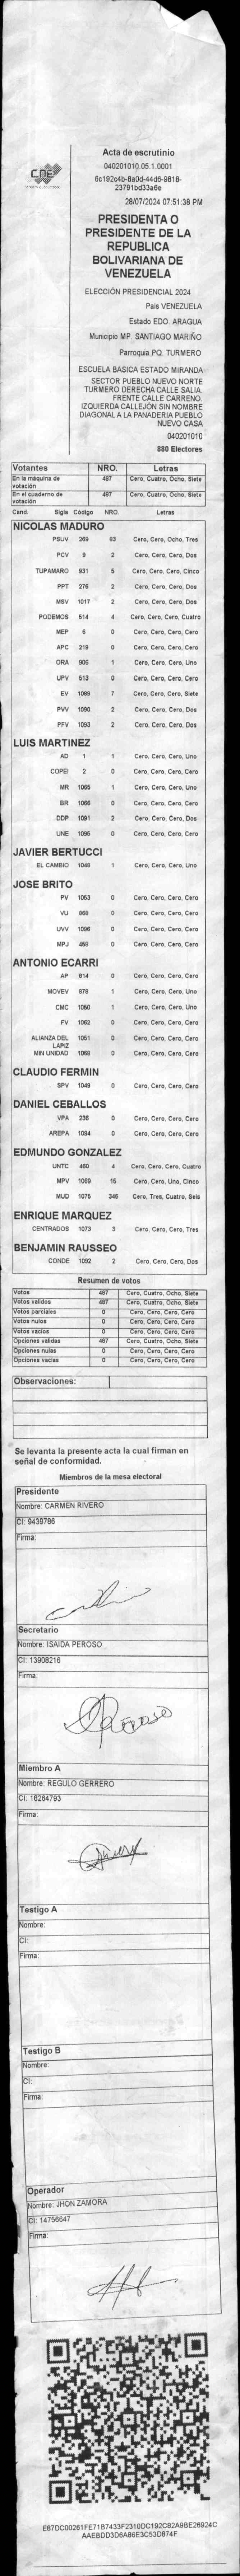 CNE
Acta de escrutinio
040201010.05.1.0001
6c192c4b-8a0d-44d6-9818-
23791bd33a6e
28/07/2024 07:51:38 PM
PRESIDENTA O
PRESIDENTE DE LA
REPUBLICA
BOLIVARIANA DE
VENEZUELA
ELECCIÓN PRESIDENCIAL 2024
Pais VENEZUELA
Estado EDO. ARAGUA
Municipio MP. SANTIAGO MARIÑO
Parroquia PQ. TURMERO
ESCUELA BASICA ESTADO MIRANDA
SECTOR PUEBLO NUEVO NORTE
TURMERO DERECHA CALLE SALIA.
FRENTE CALLE CARREÑO.
IZQUIERDA CALLEJÓN SIN NOMBRE
DIAGONAL A LA PANADERIA PUEBLO
NUEVO CASA
040201010
880 Electores
Votantes NRO. Letras
En la máquina de votación 487 Cero, Cuatro, Ocho, Siete
En el cuaderno de votación 487 Cero, Cuatro, Ocho, Siete
Cand. Sigla Código NRO. Letras
NICOLAS MADURO
PSUV 269 83 Cero, Cero, Ocho, Tres
PCV 9 2 Cero, Cero, Cero, Dos
TUPAMARO 931 5 Cero, Cero, Cero, Cinco
PPT 276 2 Cero, Cero, Cero, Dos
MSV 1017 2 Cero, Cero, Cero, Dos
PODEMOS 514 4 Cero, Cero, Cero, Cuatro
MEP 6 0 Cero, Cero, Cero, Cero
APC 219 0 Cero, Cero, Cero, Cero
ORA 906 1 Cero, Cero, Cero, Uno
UPV 513 0 Cero, Cero, Cero, Cero
EV 1089 7 Cero, Cero, Cero, Siete
PVV 1090 2 Cero, Cero, Cero, Dos
PFV 1093 2 Cero, Cero, Cero, Dos
LUIS MARTINEZ
AD 1 1 Cero, Cero, Cero, Uno
COPEI 2 0 Cero, Cero, Cero, Cero
MR 1065 1 Cero, Cero, Cero, Uno
BR 1066 0 Cero, Cero, Cero, Cero
DDP 1091 2 Cero, Cero, Cero, Dos
UNE 1095 0 Cero, Cero, Cero, Cero
JAVIER BERTUCCI
EL CAMBIO 1048 1 Cero, Cero, Cero, Uno
JOSE BRITO
PV 1053 0 Cero, Cero, Cero, Cero
VU 968 0 Cero, Cero, Cero, Cero
UVV 1096 0 Cero, Cero, Cero, Cero
MPJ 459 0 Cero, Cero, Cero, Cero
ANTONIO ECARRI
AP 814 0 Cero, Cero, Cero, Cero
MOVEV 878 1 Cero, Cero, Cero, Uno
CMC 1050 1 Cero, Cero, Cero, Uno
FV 1062 0 Cero, Cero, Cero, Cero
ALIANZA DEL LAPIZ 1051 0 Cero, Cero, Cero, Cero
MIN UNIDAD 1068 0 Cero, Cero, Cero, Cero
CLAUDIO FERMIN
SPV 1049 0 Cero, Cero, Cero, Cero
DANIEL CEBALLOS
VPA 236 0 Cero, Cero, Cero, Cero
AREPA 1094 0 Cero, Cero, Cero, Cero
EDMUNDO GONZALEZ
UNTC 460 4 Cero, Cero, Cero, Cuatro
MPV 1069 15 Cero, Cero, Uno, Cinco
MUD 1075 346 Cero, Tres, Cuatro, Seis
ENRIQUE MARQUEZ
CENTRADOS 1073 3 Cero, Cero, Cero, Tres
BENJAMIN RAUSSEO
CONDE 1092 2 Cero, Cero, Cero, Dos
Resumen de votos
Votos 487 Cero, Cuatro, Ocho, Siete
Votos validos 487 Cero, Cuatro, Ocho, Siete
Votos parciales 0 Cero, Cero, Cero, Cero
Votos nulos 0 Cero, Cero, Cero, Cero
Votos vacios 0 Cero, Cero, Cero, Cero
Opciones validas 487 Cero, Cuatro, Ocho, Siete
Opciones nulas 0 Cero, Cero, Cero, Cero
Opciones vacias 0 Cero, Cero, Cero, Cero
Observaciones:
Se levanta la presente acta la cual firman en
señal de conformidad.
Miembros de la mesa electoral
Presidente
Nombre: CARMEN RIVERO
CI: 9439786
Firma:
Secretario
Nombre: ISAIDA PEROSO
CI: 13908216
Firma:
Miembro A
Nombre: REGULO GERRERO
CI: 18264793
Firma:
Testigo A
Nombre:
CI:
Firma:
Testigo B
Nombre:
CI:
Firma:
Operador
Nombre: JHON ZAMORA
CI: 14756647
Firma:
E87DC00261FE71B7433F2310DC192C82A9BE26924C
AAEBDD3D6A86E3C53D874F